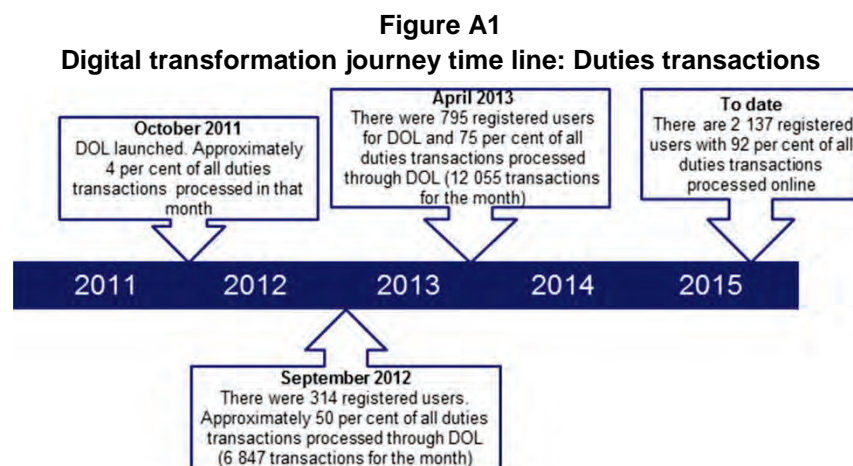 Figure A1
Digital transformation journey time line: Duties transactions
October 2011
DOL launched. Approximately
4 per cent of all duties
transactions processed in that
month
April 2013
There were 795 registered users
for DOL and 75 per cent of all
duties transactions processed
through DOL (12 055 transactions
for the month)
To date
There are 2 137 registered
users with 92 per cent of all
duties transactions
processed online
2011 2012 2013 2014 2015
September 2012
There were 314 registered users.
Approximately 50 per cent of all duties
transactions processed through DOL
(6 847 transactions for the month)